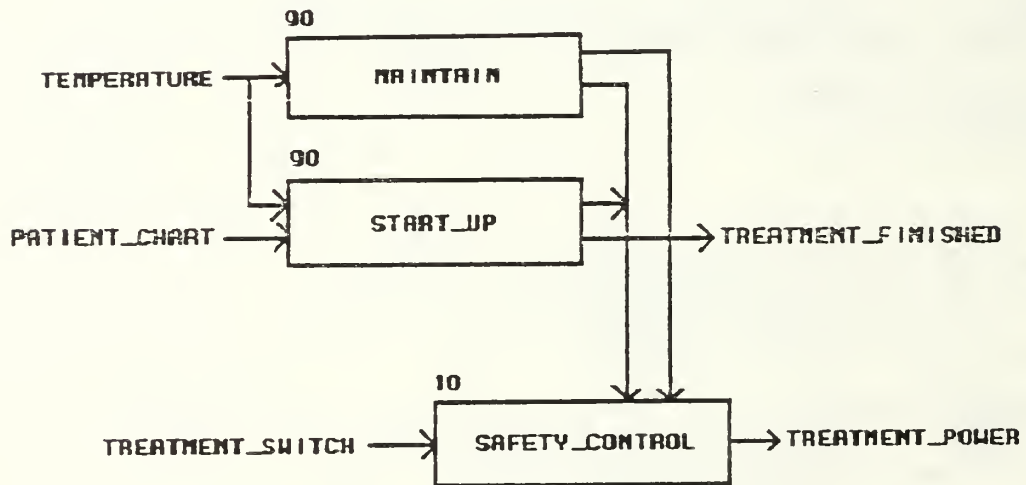 90
TEMPERATURE
MAINTAIN
90
PATIENT_CHART
START_UP
TREATMENT_FINISHED
10
TREATMENT_SWITCH
SAFETY_CONTROL
TREATMENT_POWER